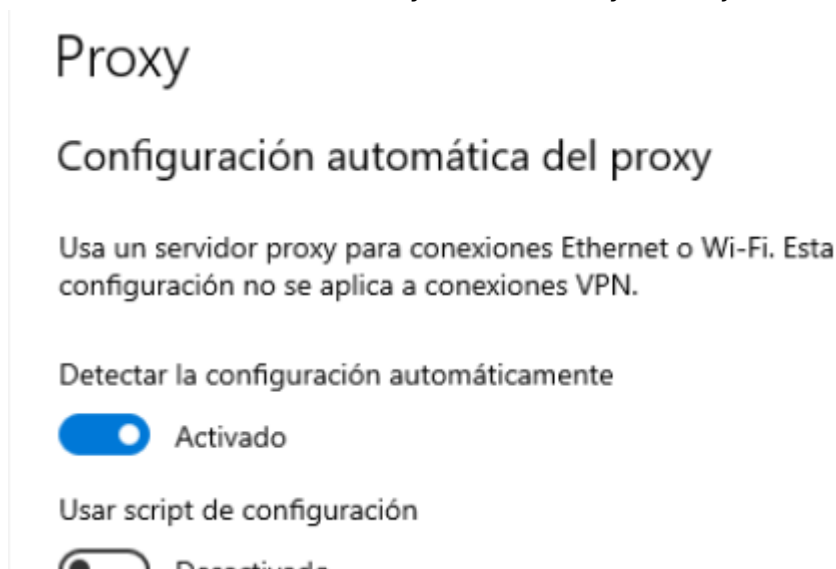 Proxy
Configuración automática del proxy
Usa un servidor proxy para conexiones Ethernet o Wi-Fi. Esta
configuración no se aplica a conexiones VPN.
Detectar la configuración automáticamente
Activado
Usar script de configuración
Desactivado